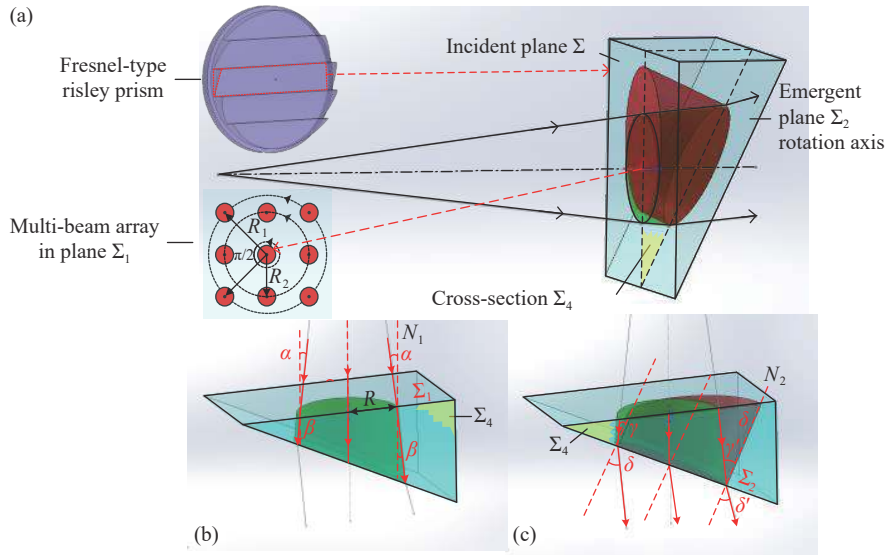 (a)
Fresnel-type
risley prism
Incident plane Σ
Emergent
plane Σ2
rotation axis
Multi-beam array
in plane Σ1
R1
π/2
R2
Cross-section Σ4
α
N1
α
R
Σ1
Σ4
β
β
(b)
N2
δ
γ
γ′
Σ4
δ
Σ2
δ′
(c)